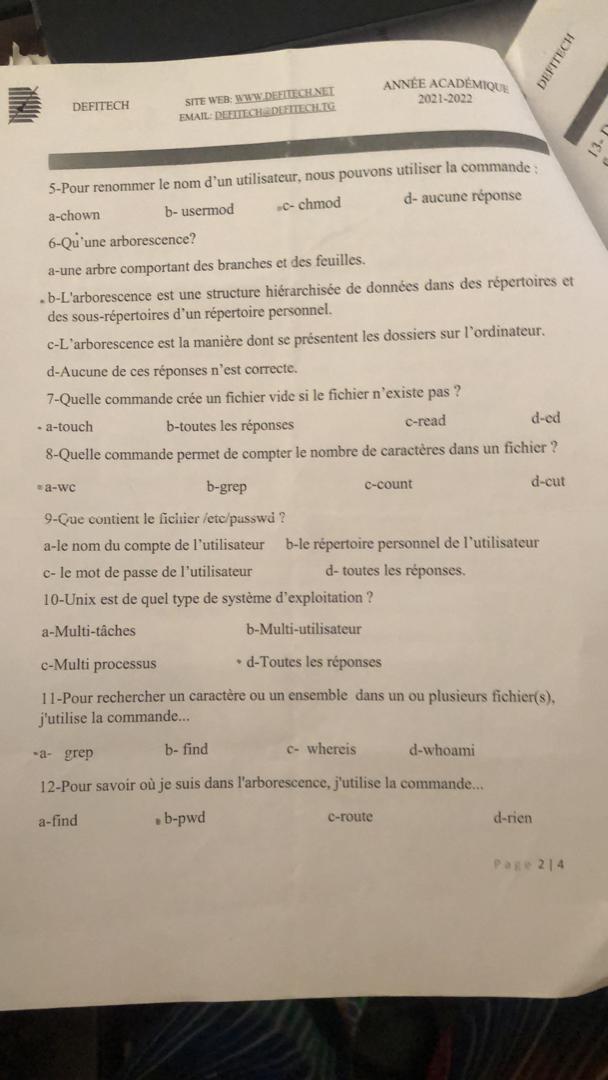 DEFITECH
SITE WEB: WWW.DEFITECH.NET
EMAIL: DEFITECH@DEFITECH.TG
ANNÉE ACADÉMIQUE
2021-2022
DEFITECH
13-
5-Pour renommer le nom d'un utilisateur, nous pouvons utiliser la commande :
a-chown b- usermod c- chmod d- aucune réponse
6-Qu'une arborescence?
a-une arbre comportant des branches et des feuilles.
b-L'arborescence est une structure hiérarchisée de données dans des répertoires et
des sous-répertoires d'un répertoire personnel.
c-L'arborescence est la manière dont se présentent les dossiers sur l'ordinateur.
d-Aucune de ces réponses n'est correcte.
7-Quelle commande crée un fichier vide si le fichier n'existe pas ?
a-touch b-toutes les réponses c-read d-ed
8-Quelle commande permet de compter le nombre de caractères dans un fichier ?
a-wc b-grep c-count d-cut
9-Que contient le fichier /etc/passwd ?
a-le nom du compte de l'utilisateur b-le répertoire personnel de l'utilisateur
c- le mot de passe de l'utilisateur d- toutes les réponses.
10-Unix est de quel type de système d'exploitation ?
a-Multi-tâches b-Multi-utilisateur
c-Multi processus d-Toutes les réponses
11-Pour rechercher un caractère ou un ensemble dans un ou plusieurs fichier(s),
j'utilise la commande...
a- grep b- find c- whereis d-whoami
12-Pour savoir où je suis dans l'arborescence, j'utilise la commande...
a-find b-pwd c-route d-rien
Page 2 | 4